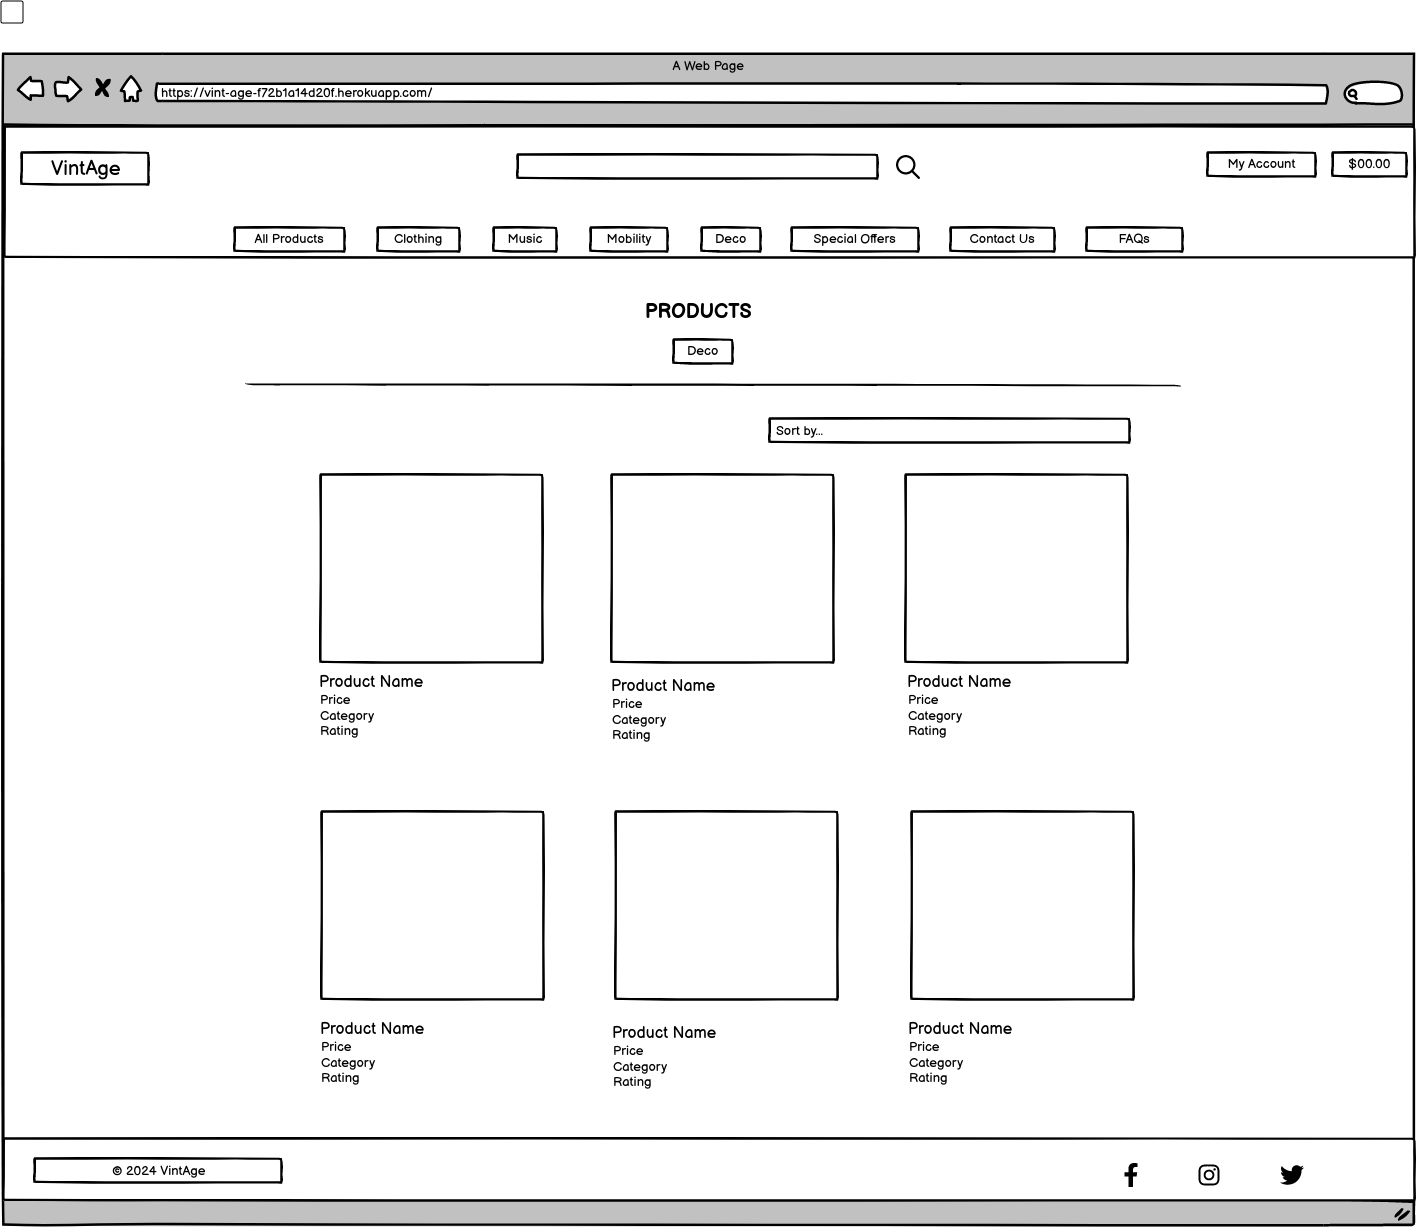 A Web Page
https://vint-age-f72b1a14d20f.herokuapp.com/
VintAge
My Account
$00.00
All Products
Clothing
Music
Mobility
Deco
Special Offers
Contact Us
FAQs
PRODUCTS
Deco
Sort by...
Product Name
Price
Category
Rating
Product Name
Price
Category
Rating
Product Name
Price
Category
Rating
Product Name
Price
Category
Rating
Product Name
Price
Category
Rating
Product Name
Price
Category
Rating
© 2024 VintAge